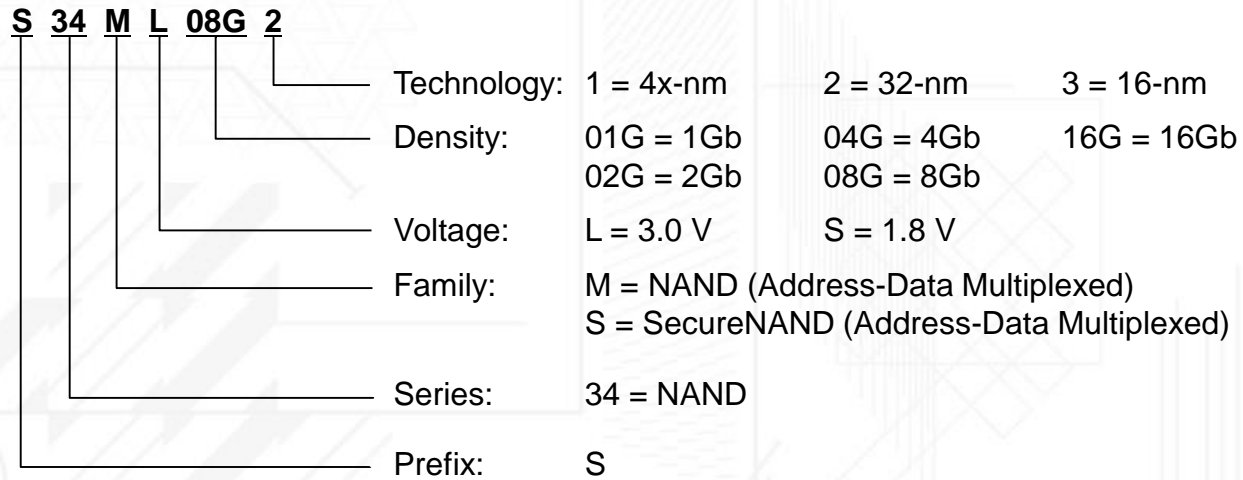 S 34 M L 08G 2
Technology: 1 = 4x-nm 2 = 32-nm 3 = 16-nm
Density: 01G = 1Gb 04G = 4Gb 16G = 16Gb
02G = 2Gb 08G = 8Gb
Voltage: L = 3.0 V S = 1.8 V
Family: M = NAND (Address-Data Multiplexed)
S = SecureNAND (Address-Data Multiplexed)
Series: 34 = NAND
Prefix: S